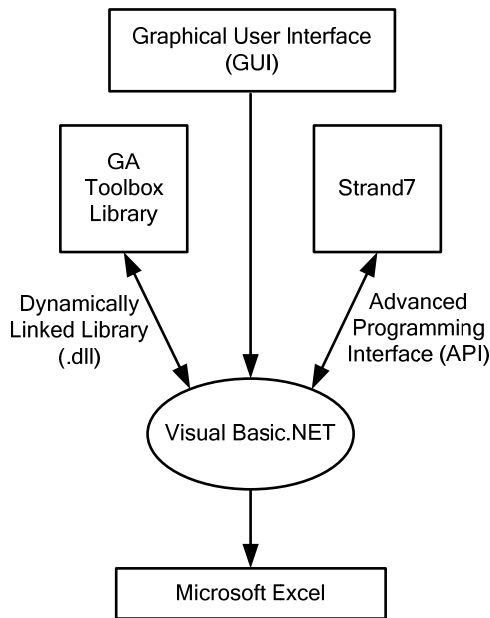 Graphical User Interface
(GUI)
GA
Toolbox
Library
Strand7
Dynamically
Linked Library
(.dll)
Advanced
Programming
Interface (API)
Visual Basic.NET
Microsoft Excel